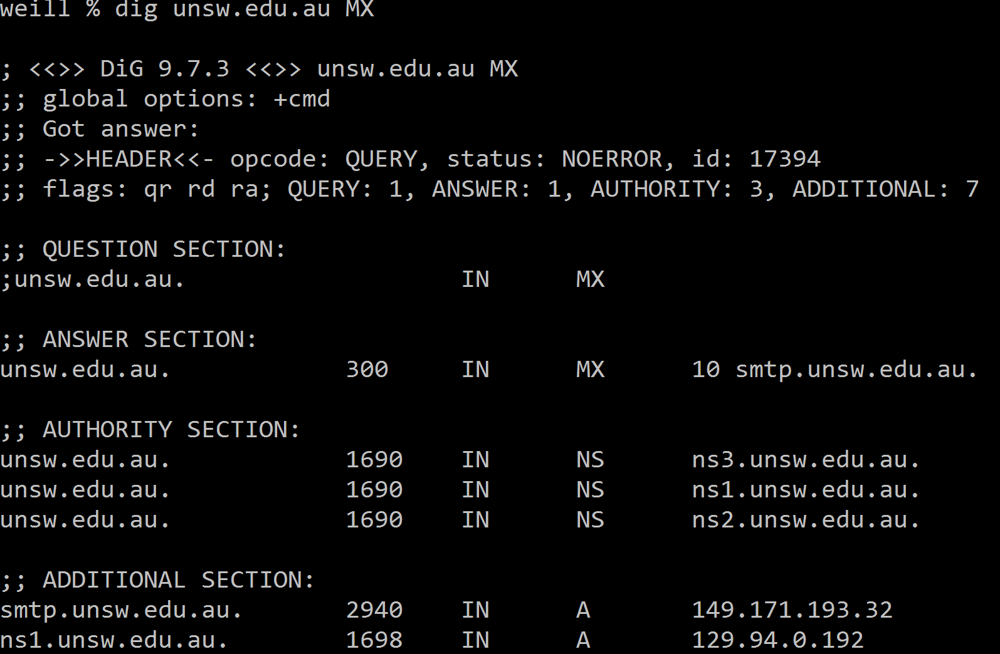 weill % dig unsw.edu.au MX
; <<>> DiG 9.7.3 <<>> unsw.edu.au MX
;; global options: +cmd
;; Got answer:
;; ->>HEADER<<- opcode: QUERY, status: NOERROR, id: 17394
;; flags: qr rd ra; QUERY: 1, ANSWER: 1, AUTHORITY: 3, ADDITIONAL: 7
;; QUESTION SECTION:
;unsw.edu.au. IN MX
;; ANSWER SECTION:
unsw.edu.au. 300 IN MX 10 smtp.unsw.edu.au.
;; AUTHORITY SECTION:
unsw.edu.au. 1690 IN NS ns3.unsw.edu.au.
unsw.edu.au. 1690 IN NS ns1.unsw.edu.au.
unsw.edu.au. 1690 IN NS ns2.unsw.edu.au.
;; ADDITIONAL SECTION:
smtp.unsw.edu.au. 2940 IN A 149.171.193.32
ns1.unsw.edu.au. 1698 IN A 129.94.0.192